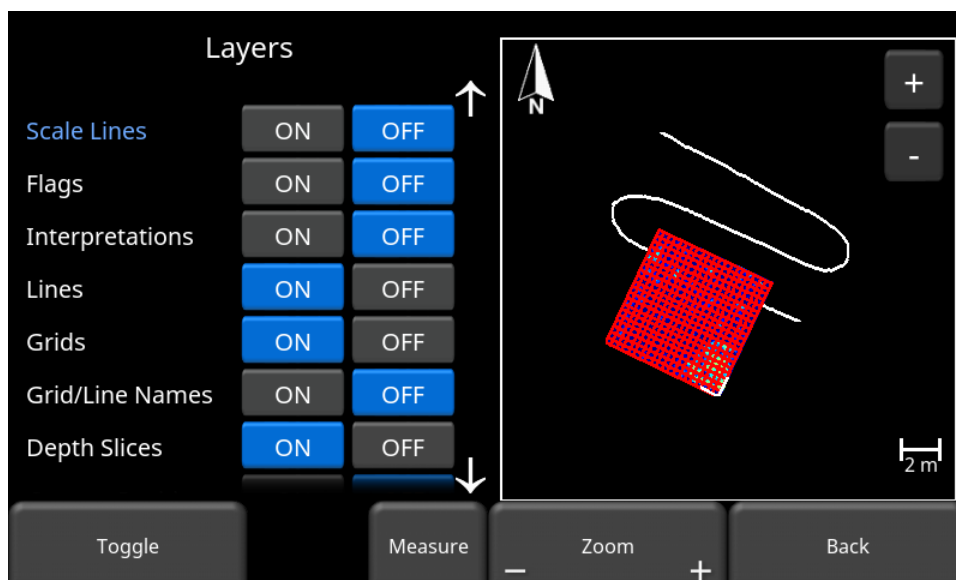 Layers
Scale Lines ON OFF
Flags ON OFF
Interpretations ON OFF
Lines ON OFF
Grids ON OFF
Grid/Line Names ON OFF
Depth Slices ON OFF
N
+
-
2 m
Toggle
Measure
− Zoom +
Back